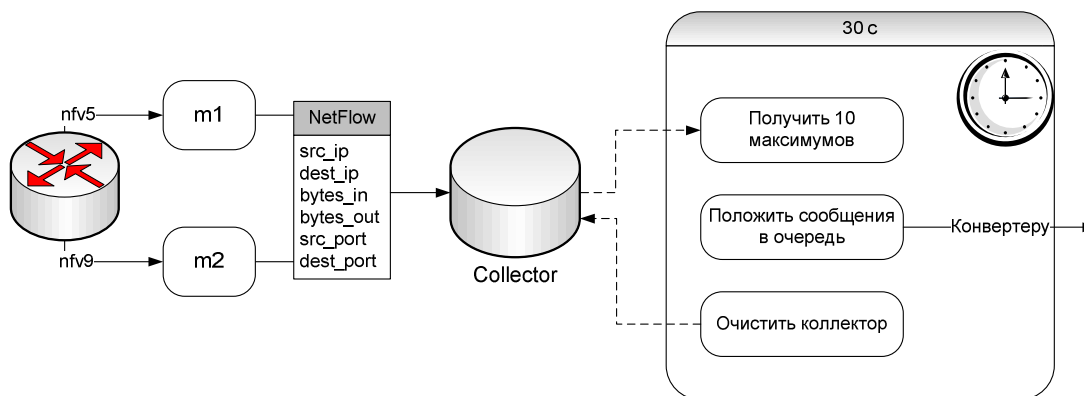 nfv5
m1
nfv9
m2
NetFlow
src_ip
dest_ip
bytes_in
bytes_out
src_port
dest_port
Collector
30 с
Получить 10
максимумов
Положить сообщения
в очередь
Конвертеру
Очистить коллектор